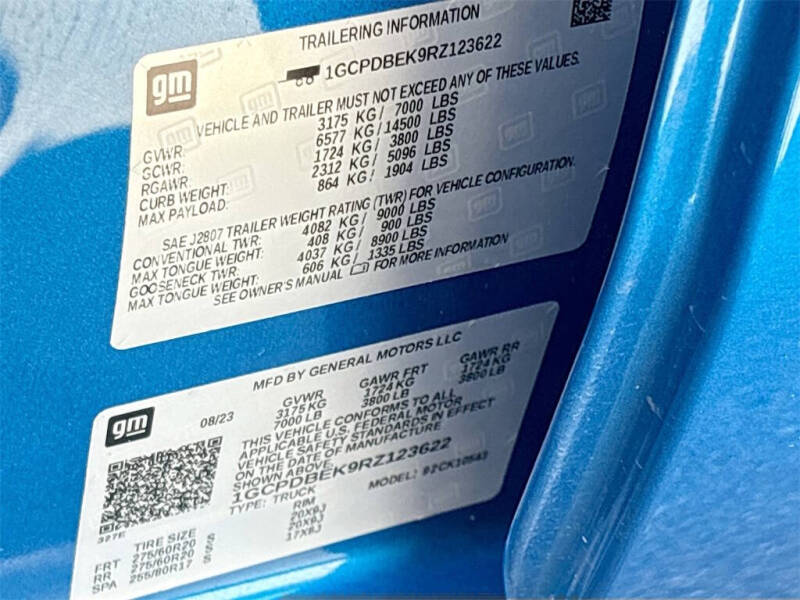 TRAILERING INFORMATION
gm
1GCPDBEK9RZ123622
VEHICLE AND TRAILER MUST NOT EXCEED ANY OF THESE VALUES.
GVWR: 3175 KG/ 7000 LBS
GCWR: 6577 KG/14500 LBS
RGAWR: 1724 KG/ 3800 LBS
CURB WEIGHT: 2312 KG/ 5096 LBS
MAX PAYLOAD: 864 KG/ 1904 LBS
SAE J2807 TRAILER WEIGHT RATING (TWR) FOR VEHICLE CONFIGURATION.
CONVENTIONAL TWR: 4082 KG/ 9000 LBS
MAX TONGUE WEIGHT: 408 KG/ 900 LBS
GOOSENECK TWR: 4037 KG/ 8900 LBS
MAX TONGUE WEIGHT: 606 KG/ 1335 LBS
SEE OWNER'S MANUAL FOR MORE INFORMATION
MFD BY GENERAL MOTORS LLC
gm
08/23
GVWR GAWR FRT GAWR RR
3175 KG 1724 KG 1724 KG
7000 LB 3800 LB 3800 LB
THIS VEHICLE CONFORMS TO ALL
APPLICABLE U.S. FEDERAL MOTOR
VEHICLE SAFETY STANDARDS IN EFFECT
ON THE DATE OF MANUFACTURE
SHOWN ABOVE.
1GCPDBEK9RZ123622
TYPE: TRUCK MODEL:
327E
TIRE SIZE RIM
FRT 275/60R20 S 20X9J
RR 275/60R20 S 20X9J
SPA 255/80R17 S 17X8J